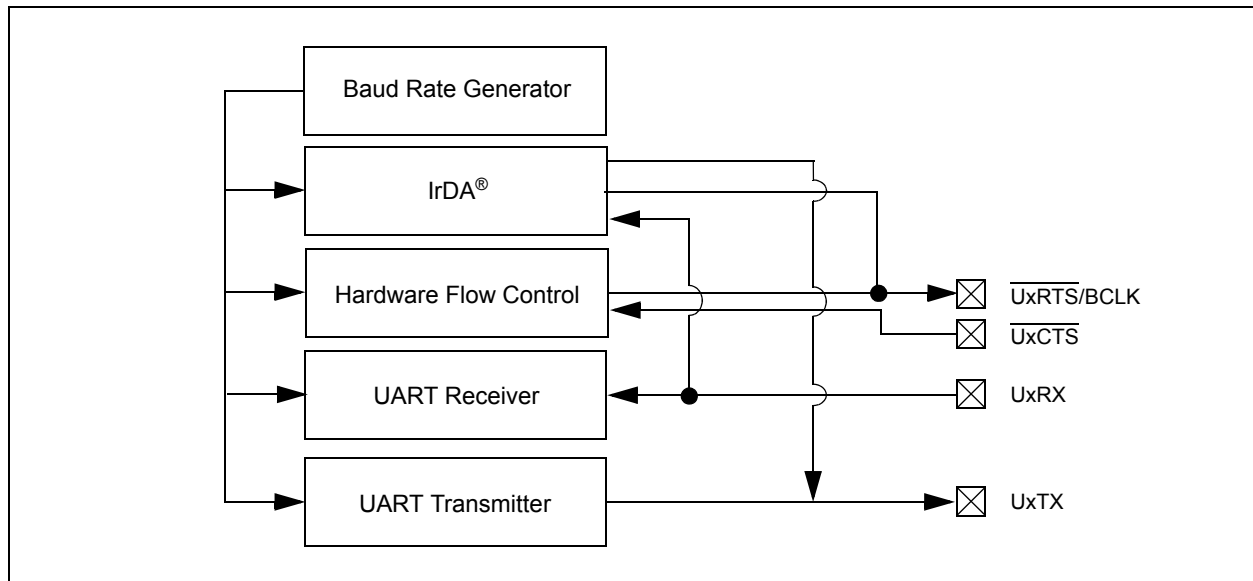 Baud Rate Generator
IrDA®
Hardware Flow Control
UxRTS/BCLK
UxCTS
UART Receiver
UxRX
UART Transmitter
UxTX